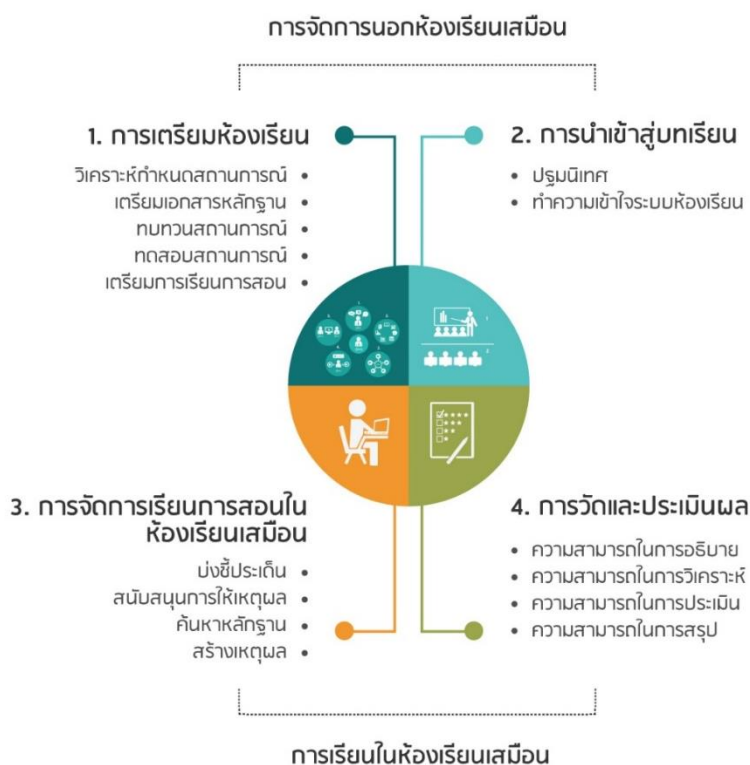 การจัดการนอกห้องเรียนเสมือน
1. การเตรียมห้องเรียน
วิเคราะห์กำหนดสถานการณ์ •
เตรียมเอกสารหลักฐาน •
ทบทวนสถานการณ์ •
ทดสอบสถานการณ์ •
เตรียมการเรียนการสอน •
2. การนำเข้าสู่บทเรียน
• ปฐมนิเทศ
• ทำความเข้าใจระบบห้องเรียน
3. การจัดการเรียนการสอนใน
ห้องเรียนเสมือน
บ่งชี้ประเด็น •
สนับสนุนการให้เหตุผล •
ค้นหาหลักฐาน •
สร้างเหตุผล •
4. การวัดและประเมินผล
• ความสามารถในการอธิบาย
• ความสามารถในการวิเคราะห์
• ความสามารถในการประเมิน
• ความสามารถในการสรุป
การเรียนในห้องเรียนเสมือน